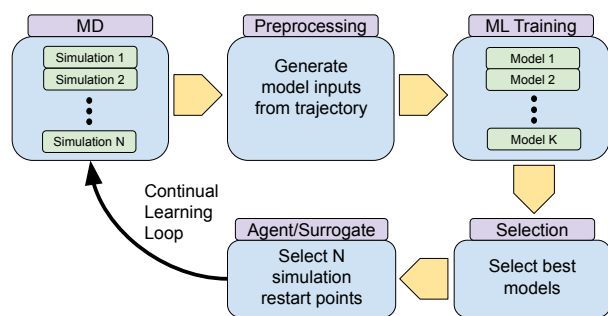 MD
Simulation 1
Simulation 2
Simulation N
Preprocessing
Generate
model inputs
from trajectory
ML Training
Model 1
Model 2
Model K
Selection
Select best
models
Agent/Surrogate
Select N
simulation
restart points
Continual
Learning
Loop